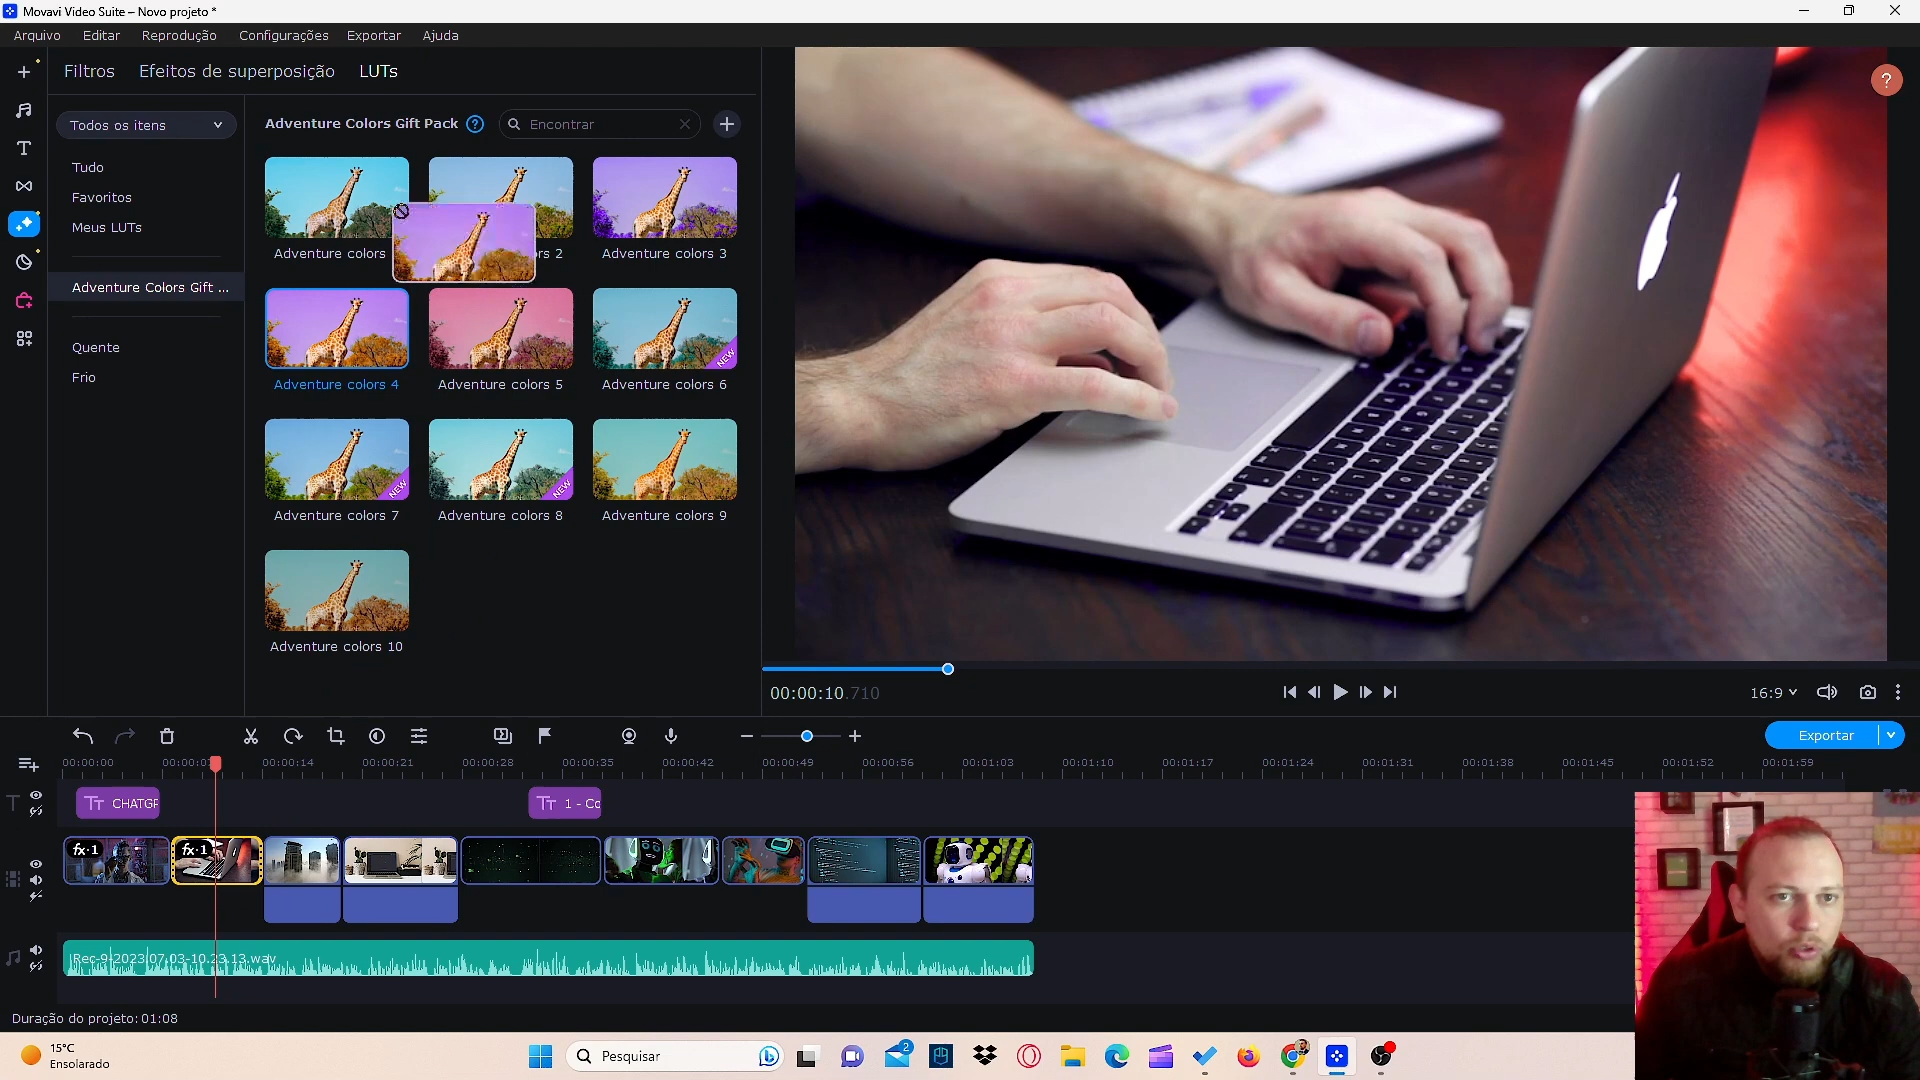 Movavi Video Suite – Novo projeto *
Arquivo Editar Reprodução Configurações Exportar Ajuda
Filtros Efeitos de superposição LUTs
Todos os itens
Tudo
Favoritos
Meus LUTs
Adventure Colors Gift ...
Quente
Frio
Adventure Colors Gift Pack ? Encontrar
Adventure colors
rs 2
Adventure colors 3
Adventure colors 4
Adventure colors 5
NEW
Adventure colors 6
NEW
Adventure colors 7
NEW
Adventure colors 8
Adventure colors 9
Adventure colors 10
?
00:00:10.710
16:9
Exportar
00:00:00 00:00:0 00:00:14 00:00:21 00:00:28 00:00:35 00:00:42 00:00:49 00:00:56 00:01:03 00:01:10 00:01:17 00:01:24 00:01:31 00:01:38 00:01:45 00:01:52 00:01:59
CHATGP
1 - Co
fx·1 fx·1
Rec-9-2023.07.03-10.23.13.wav
Duração do projeto: 01:08
15°C
Ensolarado
Pesquisar
2